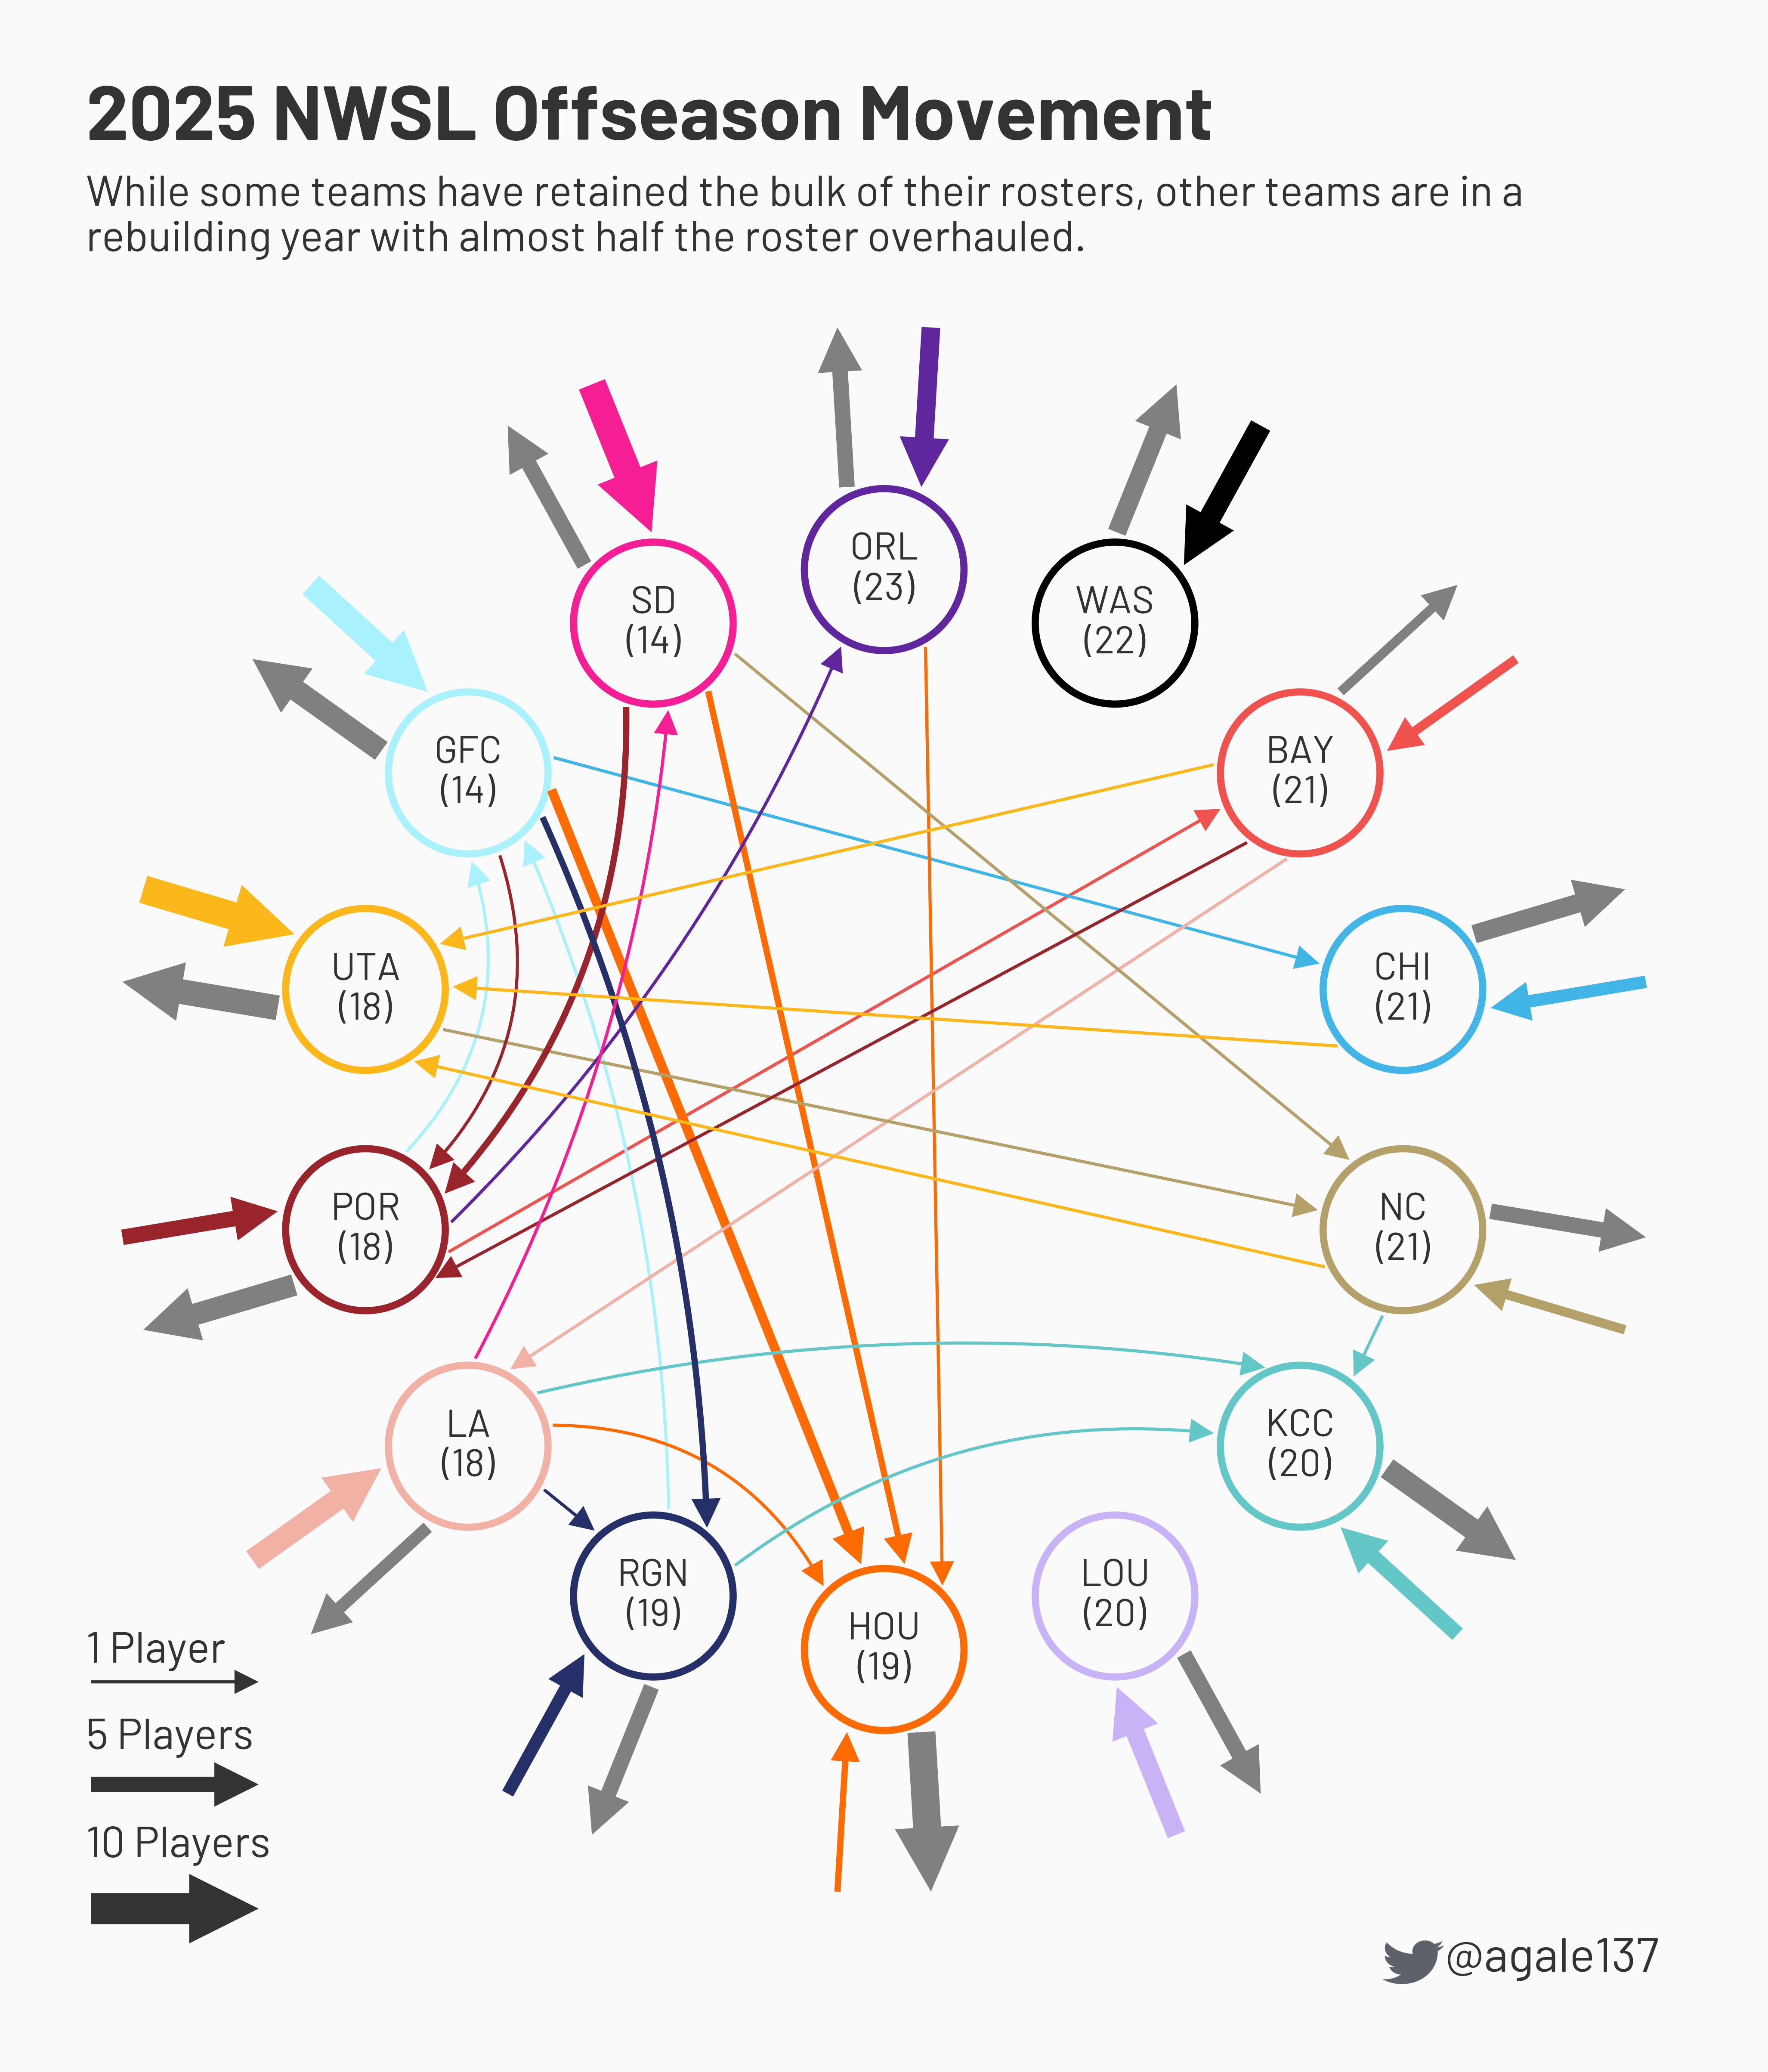 2025 NWSL Offseason Movement
While some teams have retained the bulk of their rosters, other teams are in a
rebuilding year with almost half the roster overhauled.
ORL
(23)
SD
(14)
WAS
(22)
GFC
(14)
BAY
(21)
UTA
(18)
CHI
(21)
POR
(18)
NC
(21)
LA
(18)
KCC
(20)
RGN
(19)
LOU
(20)
HOU
(19)
1 Player
5 Players
10 Players
@agale137